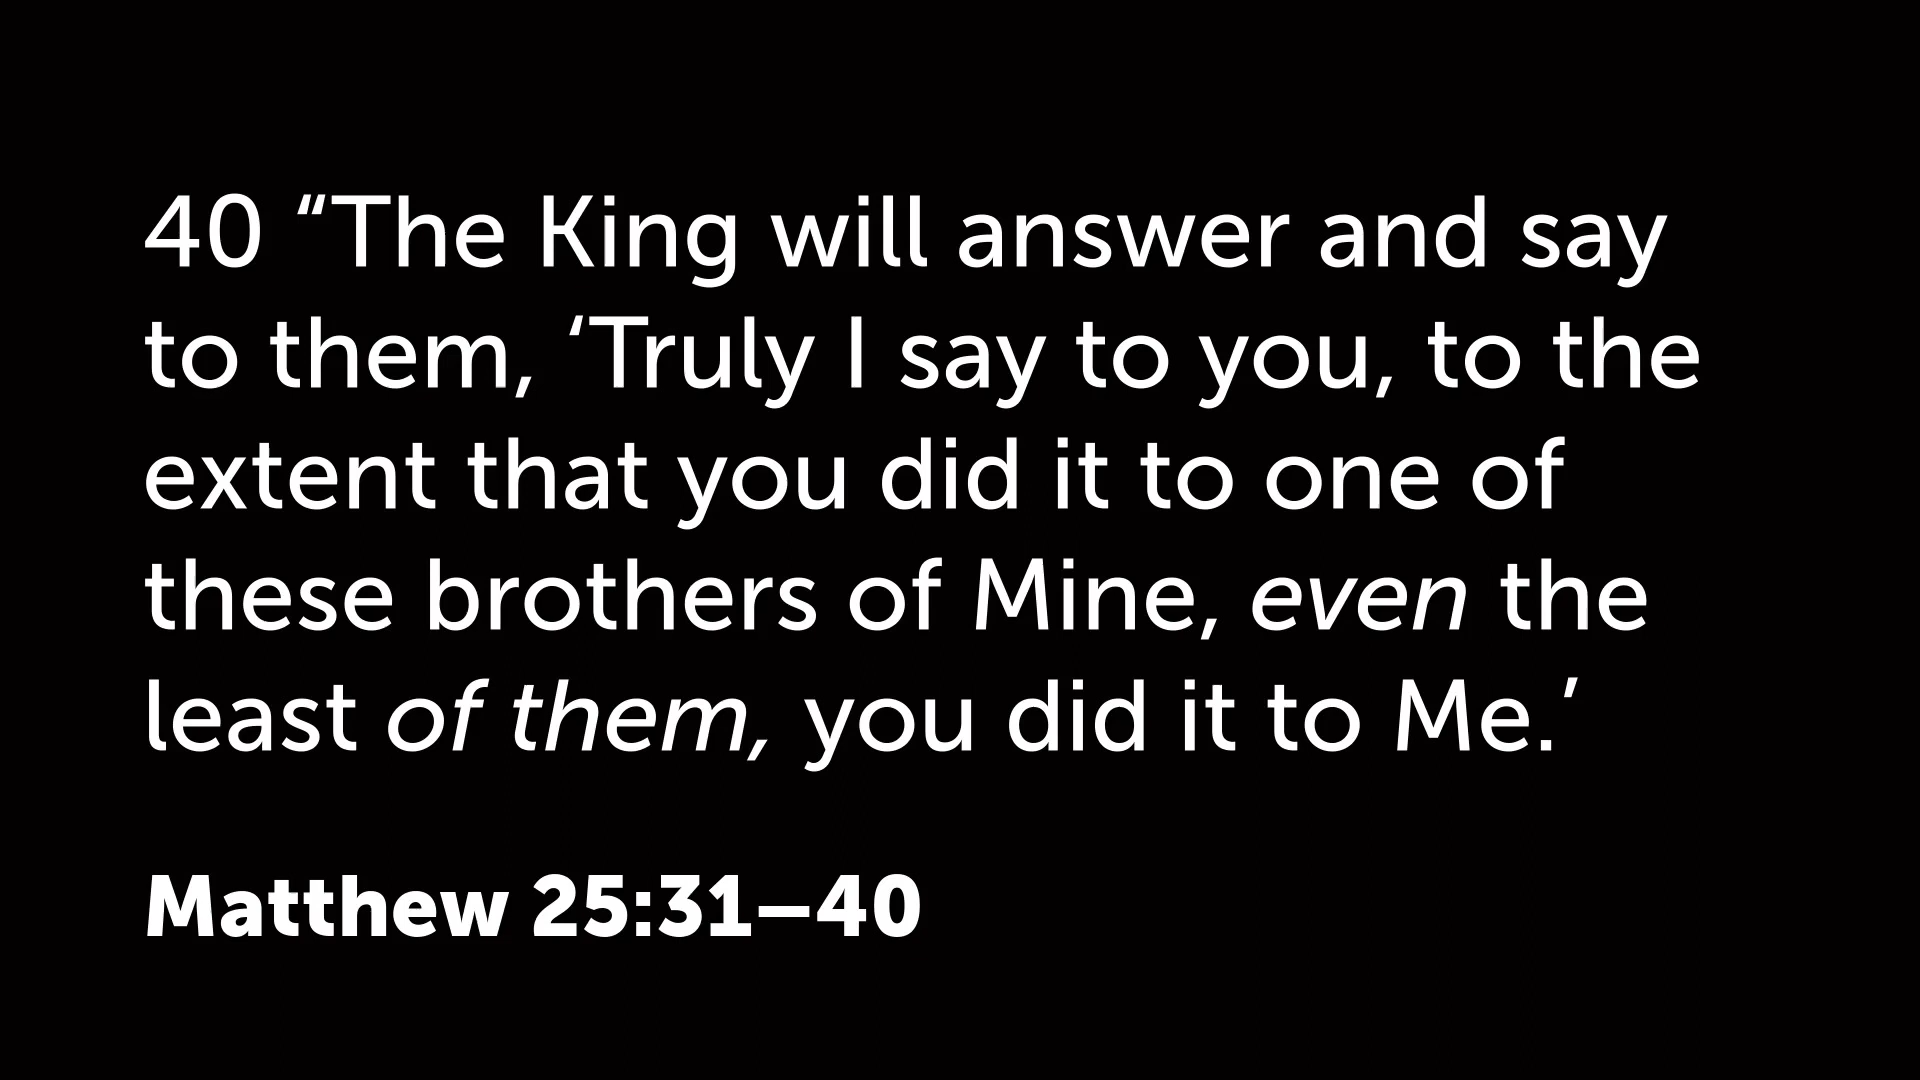 40 “The King will answer and say
to them, ‘Truly I say to you, to the
extent that you did it to one of
these brothers of Mine, even the
least of them, you did it to Me.’
Matthew 25:31–40